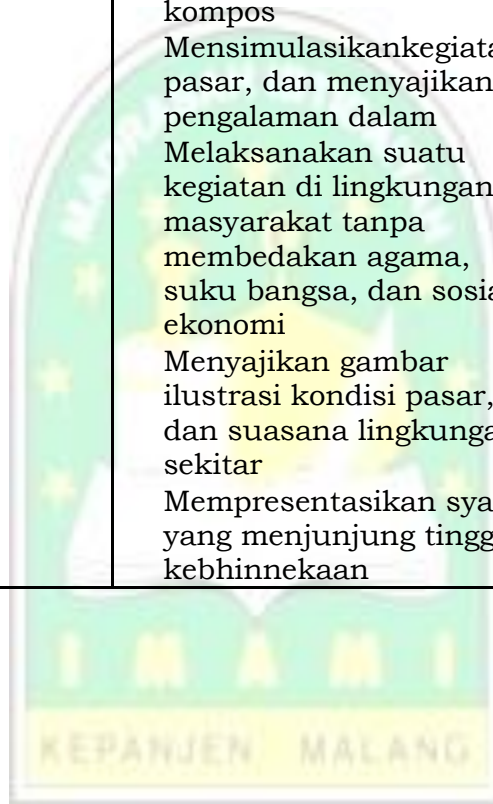 kompos
Mensimulasikankegiata
pasar, dan menyajikan
pengalaman dalam
Melaksanakan suatu
kegiatan di lingkungan
masyarakat tanpa
membedakan agama,
suku bangsa, dan sosia
ekonomi
Menyajikan gambar
ilustrasi kondisi pasar,
dan suasana lingkunga
sekitar
Mempresentasikan sya
yang menjunjung tingg
kebhinnekaan
I M A M I
KEPANJEN MALANG